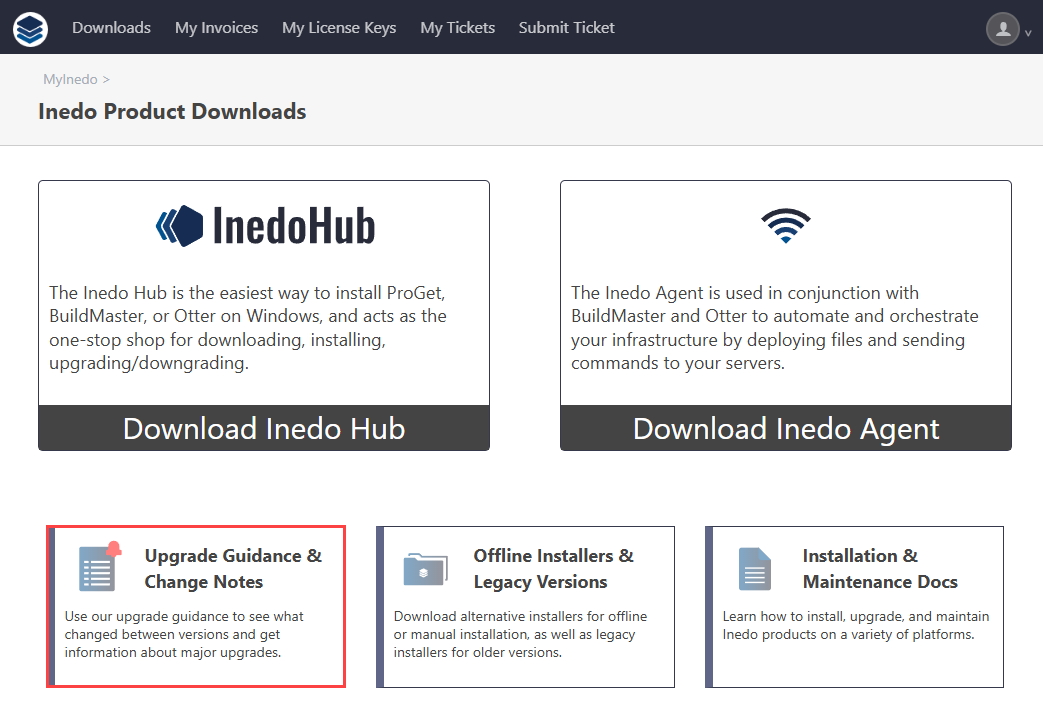 Downloads My Invoices My License Keys My Tickets Submit Ticket
MyInedo >
Inedo Product Downloads
InedoHub
The Inedo Hub is the easiest way to install ProGet,
BuildMaster, or Otter on Windows, and acts as the
one-stop shop for downloading, installing,
upgrading/downgrading.
Download Inedo Hub
The Inedo Agent is used in conjunction with
BuildMaster and Otter to automate and orchestrate
your infrastructure by deploying files and sending
commands to your servers.
Download Inedo Agent
Upgrade Guidance &
Change Notes
Use our upgrade guidance to see what
changed between versions and get
information about major upgrades.
Offline Installers &
Legacy Versions
Download alternative installers for offline
or manual installation, as well as legacy
installers for older versions.
Installation &
Maintenance Docs
Learn how to install, upgrade, and maintain
Inedo products on a variety of platforms.